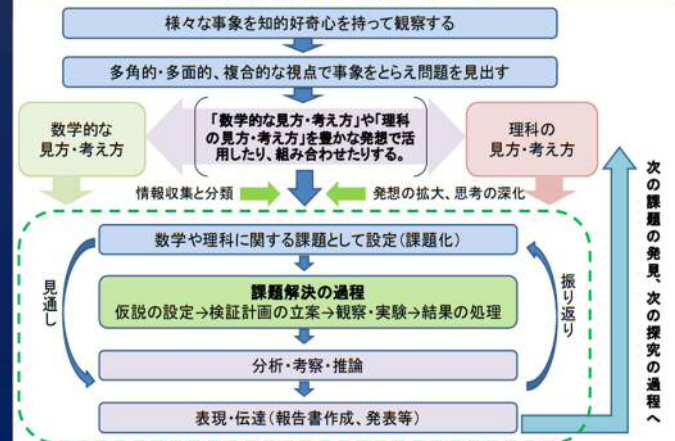 様々な事象を知的好奇心を持って観察する
多角的・多面的、複合的な視点で事象をとらえ問題を見出す
数学的な
見方・考え方
「数学的な見方・考え方」や「理科
の見方・考え方」を豊かな発想で活
用したり、組み合わせたりする。
理科の
見方・考え方
情報収集と分類
発想の拡大、思考の深化
数学や理科に関する課題として設定(課題化)
見通し
課題解決の過程
仮説の設定→検証計画の立案→観察・実験→結果の処理
振り返り
分析・考察・推論
表現・伝達(報告書作成、発表等)
次の課題の発見、次の探究の過程へ